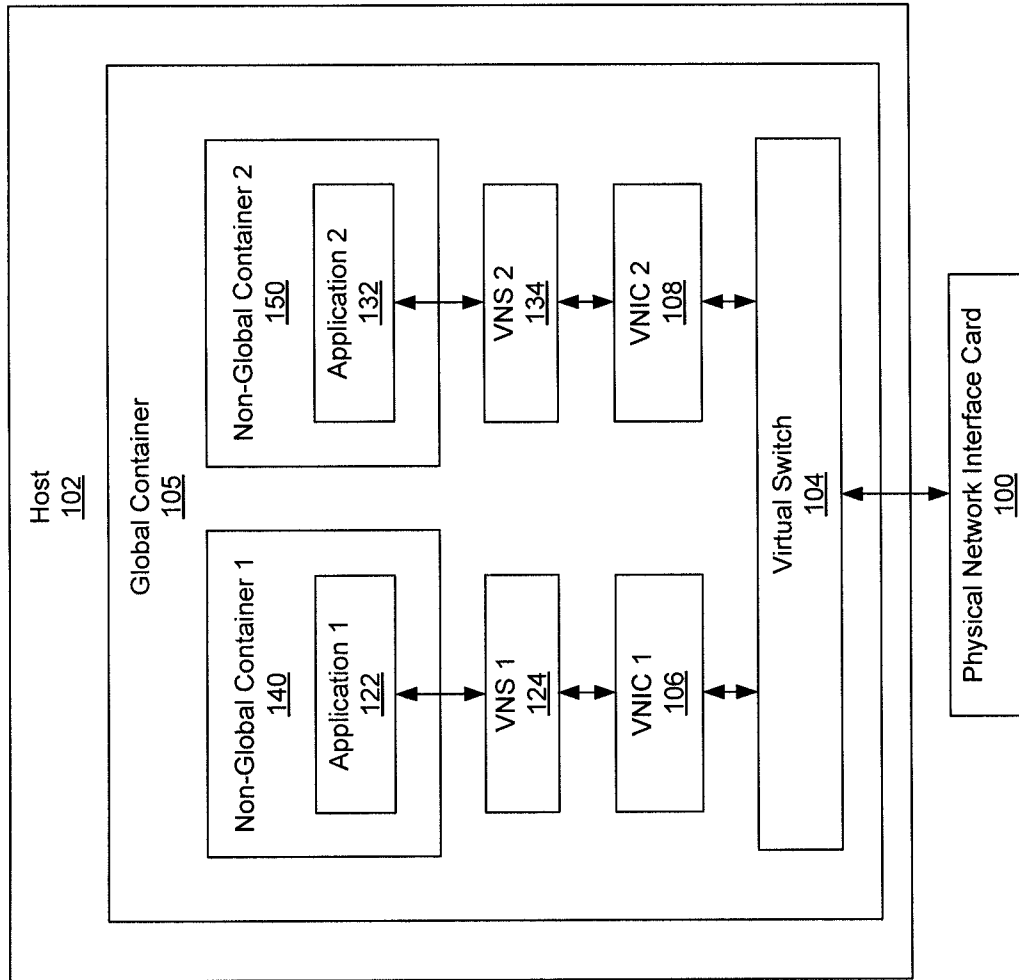 Host
102
Global Container
105
Non-Global Container 1
140
Application 1
122
VNS 1
124
VNIC 1
106
Non-Global Container 2
150
Application 2
132
VNS 2
134
VNIC 2
108
Virtual Switch
104
Physical Network Interface Card
100